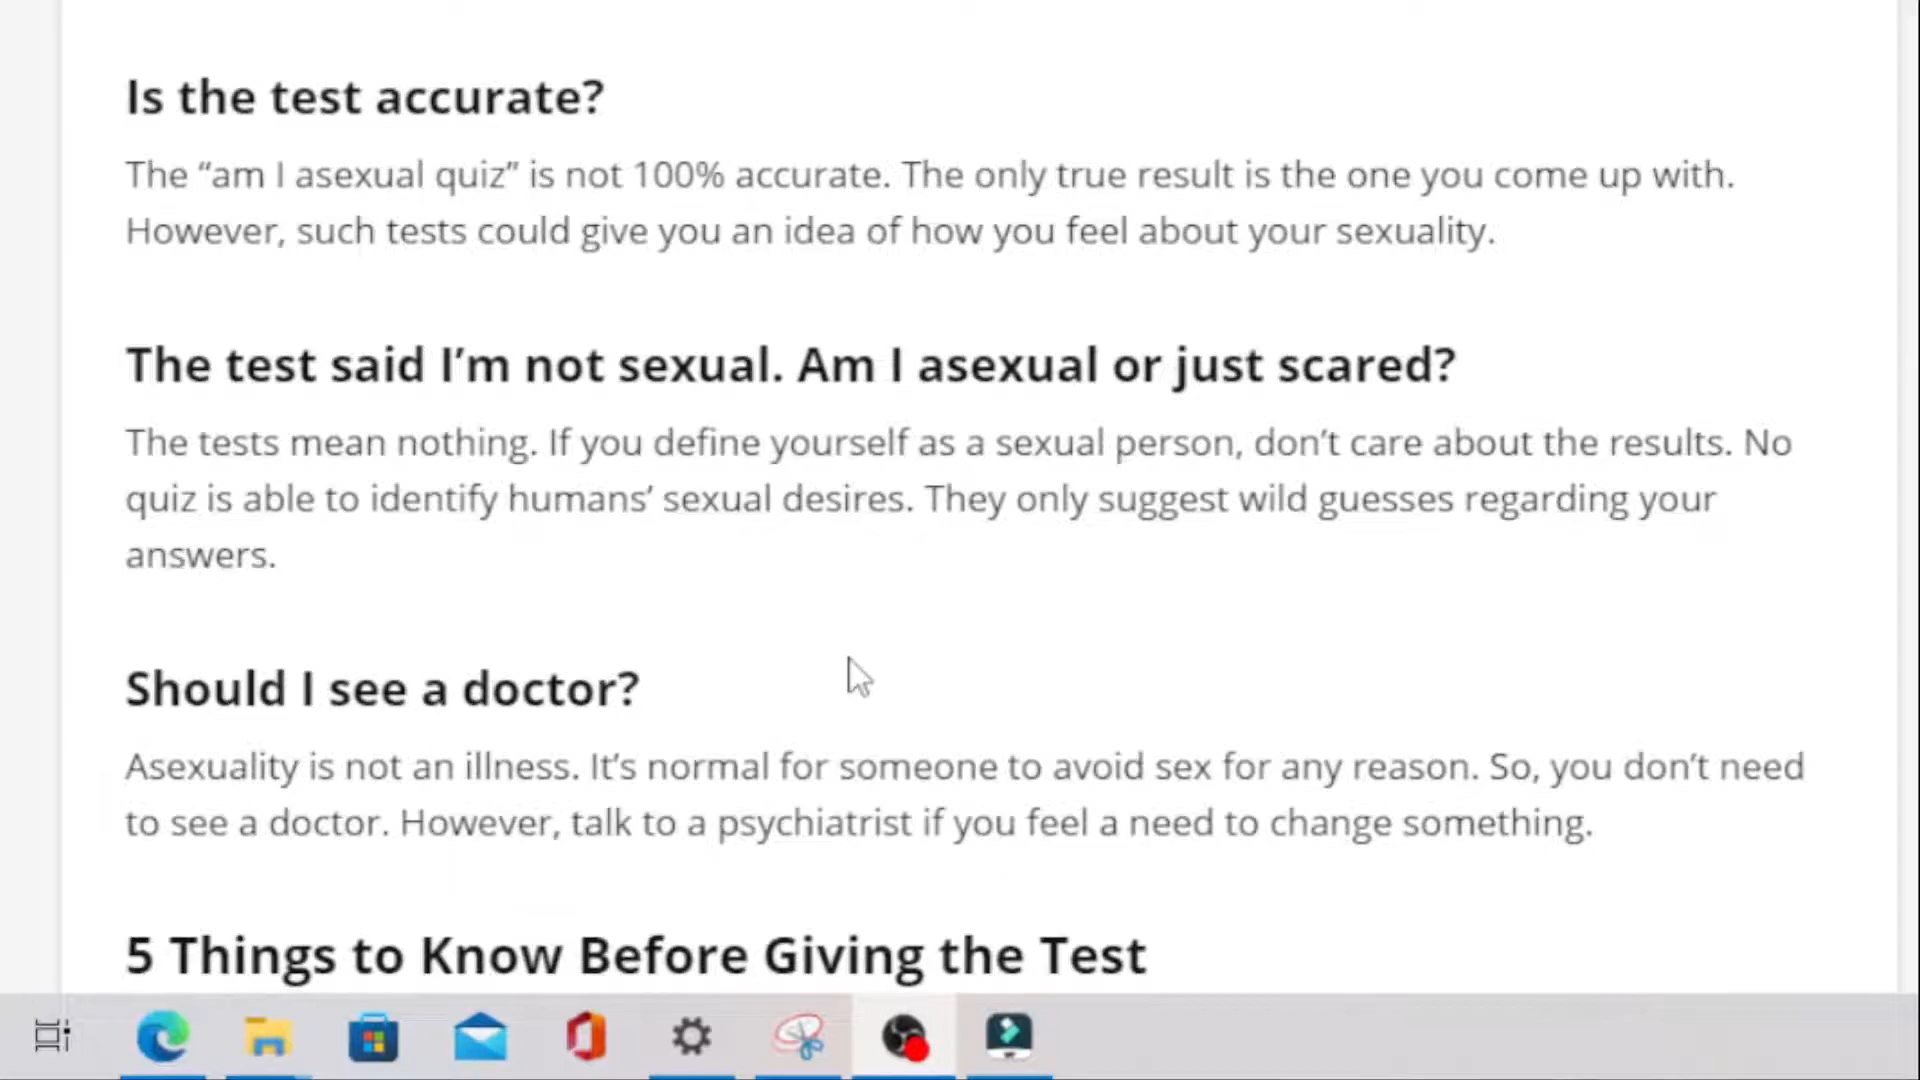 Is the test accurate?
The “am I asexual quiz” is not 100% accurate. The only true result is the one you come up with.
However, such tests could give you an idea of how you feel about your sexuality.
The test said I’m not sexual. Am I asexual or just scared?
The tests mean nothing. If you define yourself as a sexual person, don’t care about the results. No
quiz is able to identify humans’ sexual desires. They only suggest wild guesses regarding your
answers.
Should I see a doctor?
Asexuality is not an illness. It’s normal for someone to avoid sex for any reason. So, you don’t need
to see a doctor. However, talk to a psychiatrist if you feel a need to change something.
5 Things to Know Before Giving the Test